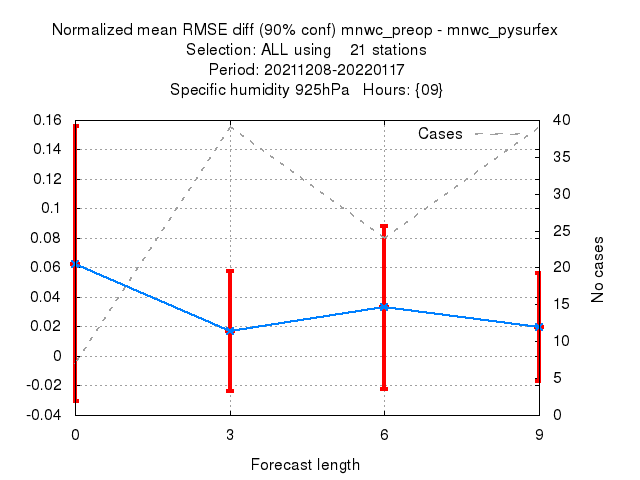 Normalized mean RMSE diff (90% conf) mnwc_preop - mnwc_pysurfex
Selection: ALL using    21 stations
Period: 20211208-20220117
Specific humidity 925hPa   Hours: {09}
Cases
0.16
0.14
0.12
0.1
0.08
0.06
0.04
0.02
0
-0.02
-0.04
40
35
30
25
20
15
10
5
0
No cases
0 3 6 9
Forecast length